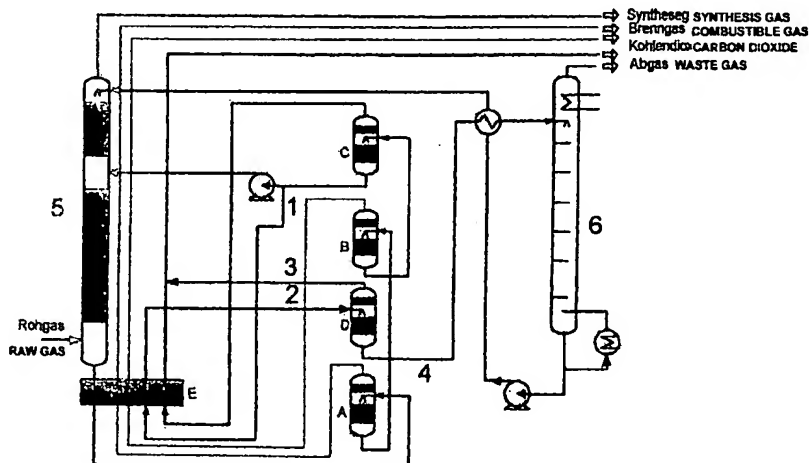 Syntheseg SYNTHESIS GAS
Brenngas COMBUSTIBLE GAS
Kohlendio CARBON DIOXIDE
Abgas WASTE GAS
C
5
1
B
6
3
2
D
Rohgas
RAW GAS
4
E
A